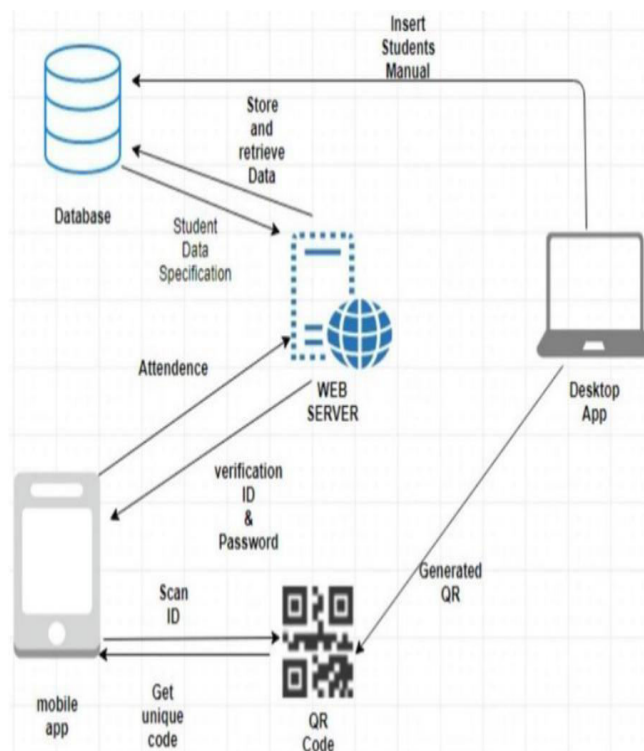 Insert
Students
Manual
Store
and
retrieve
Data
Database
Student
Data
Specification
Attendence
WEB
SERVER
Desktop
App
verification
ID
&
Password
Generated
QR
Scan
ID
mobile
app
Get
unique
code
QR
Code